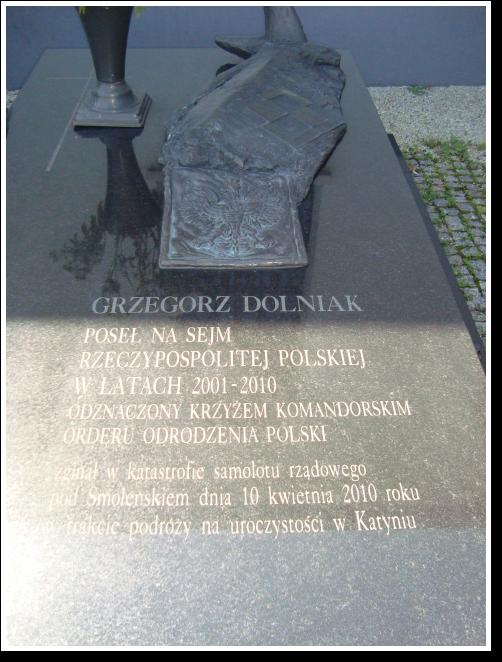 GRZEGORZ DOLNIAK
POSEŁ NA SEJM
RZECZYPOSPOLITEJ POLSKIEJ
W ŁATACH 2001-2010
ODZNACZONY KRZYŻEM KOMANDORSKIM
ORDERU ODRODZENIA POLSKI
zginął w katastrofie samolotu rządowego
pod Smoleńskiem dnia 10 kwietnia 2010 roku
trakcie podróży na uroczystości w Katyniu